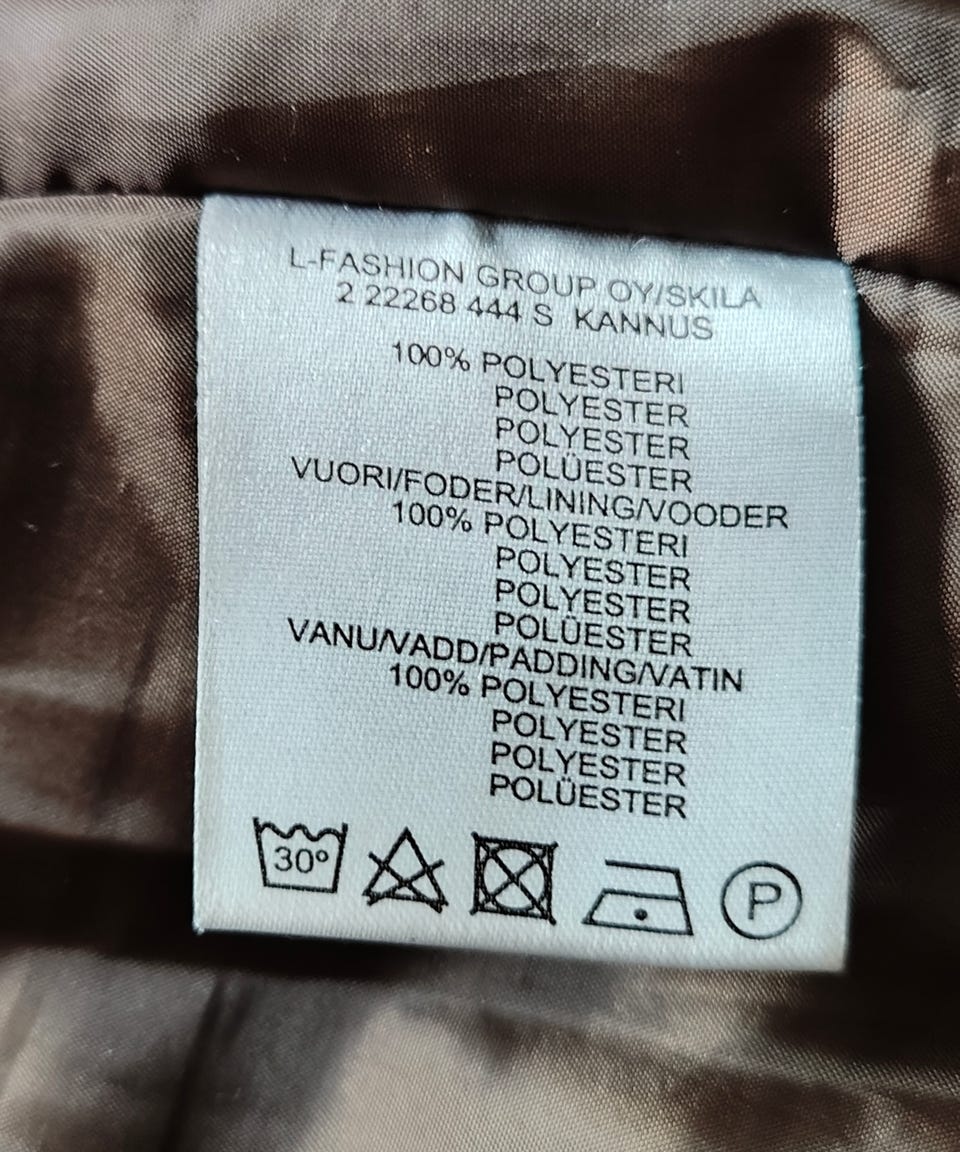 L-FASHION GROUP OY/SKILA
2 22268 444 S KANNUS
100% POLYESTERI
POLYESTER
POLYESTER
POLÜESTER
VUORI/FODER/LINING/VOODER
100% POLYESTERI
POLYESTER
POLYESTER
POLÜESTER
VANU/VADD/PADDING/VATIN
100% POLYESTERI
POLYESTER
POLYESTER
POLÜESTER
30° P